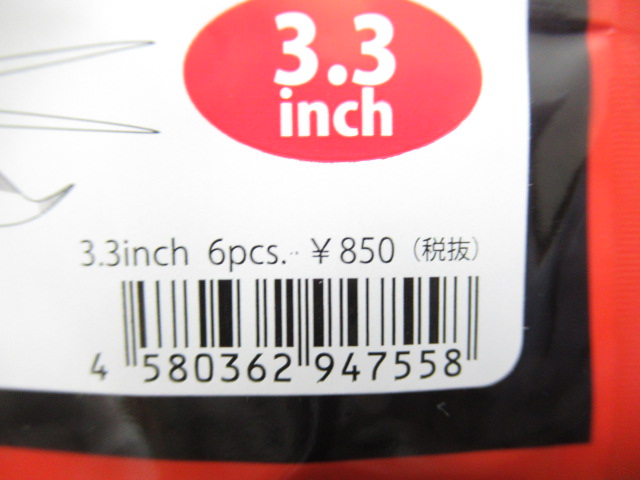 3.3
inch
3.3inch 6pcs.‥ ¥850 (税抜)
4 580362 947558